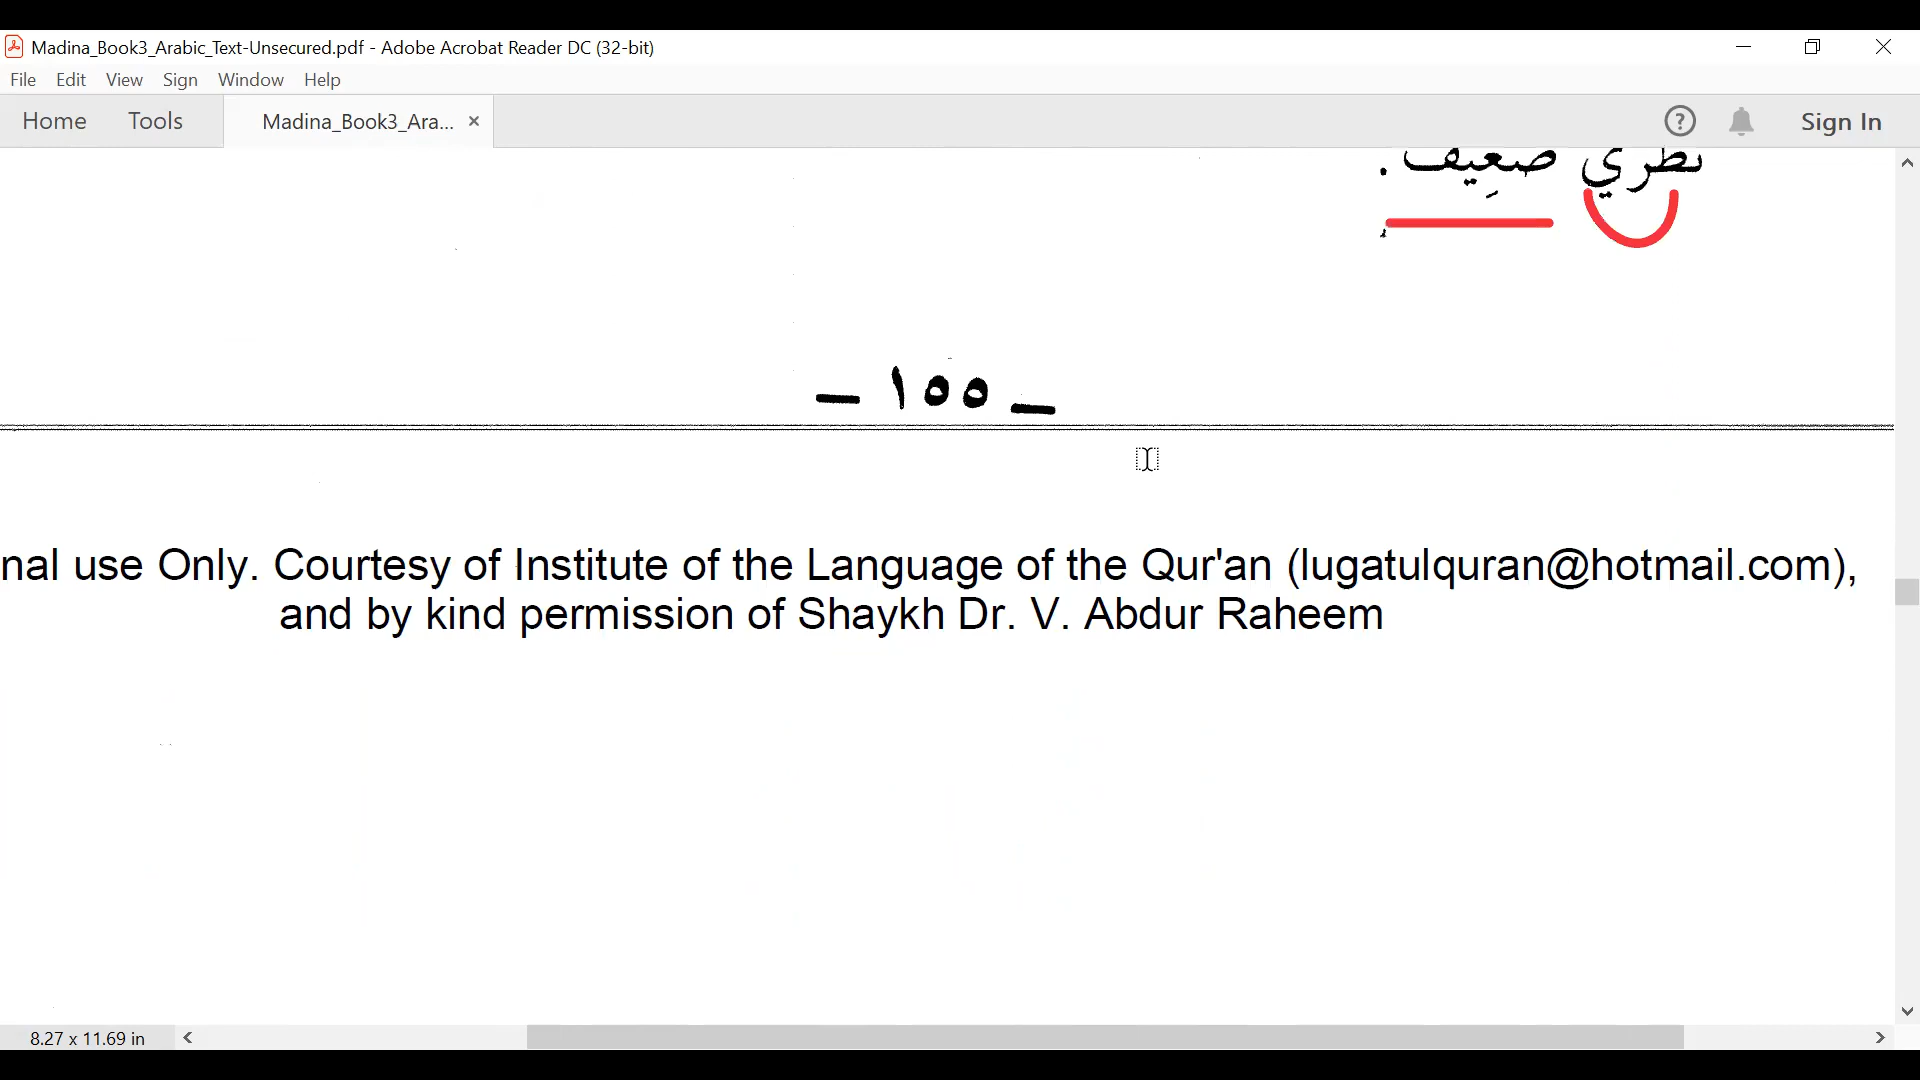 Madina_Book3_Arabic_Text-Unsecured.pdf - Adobe Acrobat Reader DC (32-bit)
File Edit View Sign Window Help
Home Tools Madina_Book3_Ara... × Sign In
نظري ضعِيف .
– ١٥٥ –
nal use Only. Courtesy of Institute of the Language of the Qur'an (lugatulquran@hotmail.com),
and by kind permission of Shaykh Dr. V. Abdur Raheem
8.27 x 11.69 in